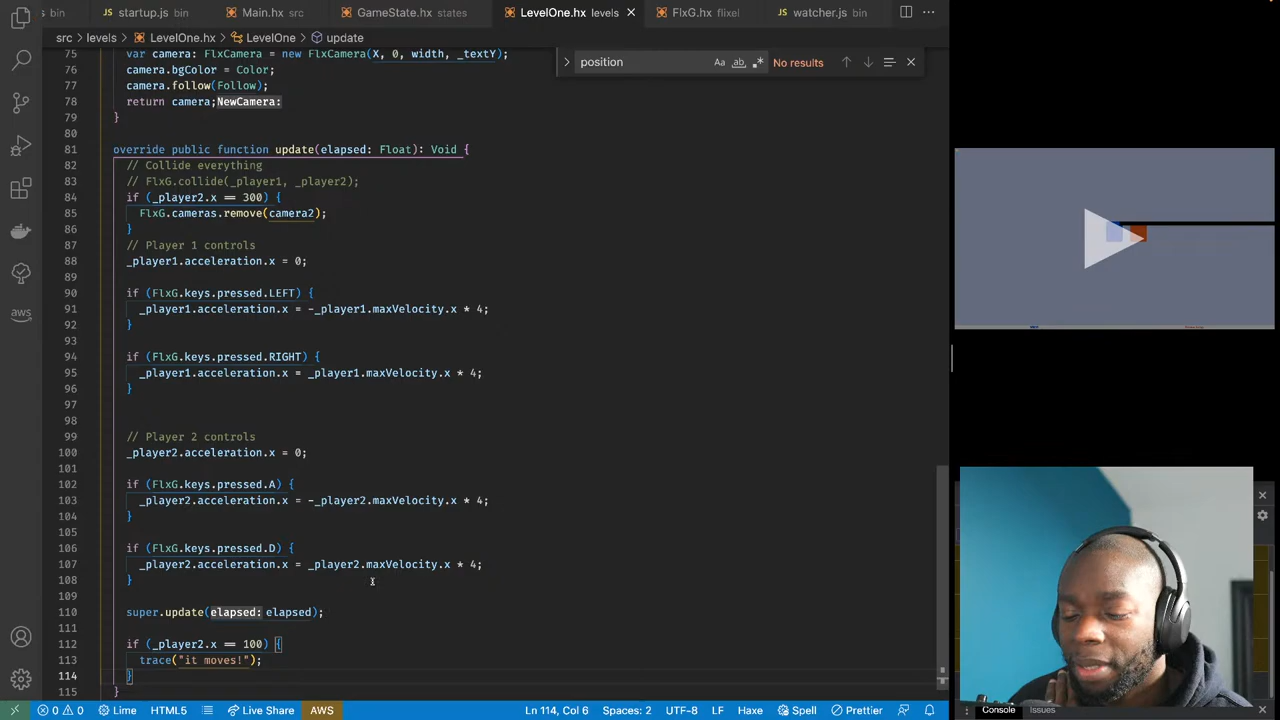 s bin
startup.js bin
Main.hx src
GameState.hx states
LevelOne.hx levels
FlxG.hx flixel
watcher.js bin
src > levels > LevelOne.hx > LevelOne > update
position
Aa
ab
No results
75 var camera: FlxCamera = new FlxCamera(X, 0, width, _textY);
76 camera.bgColor = Color;
77 camera.follow(Follow);
78 return camera;NewCamera:
79 }
80
81 override public function update(elapsed: Float): Void {
82 // Collide everything
83 // FlxG.collide(_player1, _player2);
84 if (_player2.x == 300) {
85 FlxG.cameras.remove(camera2);
86 }
87 // Player 1 controls
88 _player1.acceleration.x = 0;
89
90 if (FlxG.keys.pressed.LEFT) {
91 _player1.acceleration.x = -_player1.maxVelocity.x * 4;
92 }
93
94 if (FlxG.keys.pressed.RIGHT) {
95 _player1.acceleration.x = _player1.maxVelocity.x * 4;
96 }
97
98
99 // Player 2 controls
100 _player2.acceleration.x = 0;
101
102 if (FlxG.keys.pressed.A) {
103 _player2.acceleration.x = -_player2.maxVelocity.x * 4;
104 }
105
106 if (FlxG.keys.pressed.D) {
107 _player2.acceleration.x = _player2.maxVelocity.x * 4;
108 }
109
110 super.update(elapsed: elapsed);
111
112 if (_player2.x == 100) {
113 trace("it moves!");
114 }
115 }
aws
0 0 Lime HTML5 Live Share AWS
Ln 114, Col 6 Spaces: 2 UTF-8 LF Haxe Spell Prettier
Console Issues